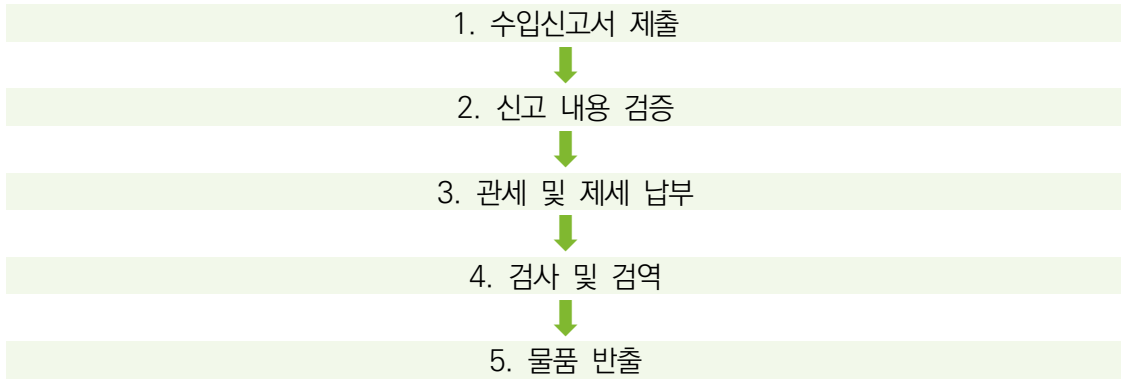 1. 수입신고서 제출
2. 신고 내용 검증
3. 관세 및 제세 납부
4. 검사 및 검역
5. 물품 반출